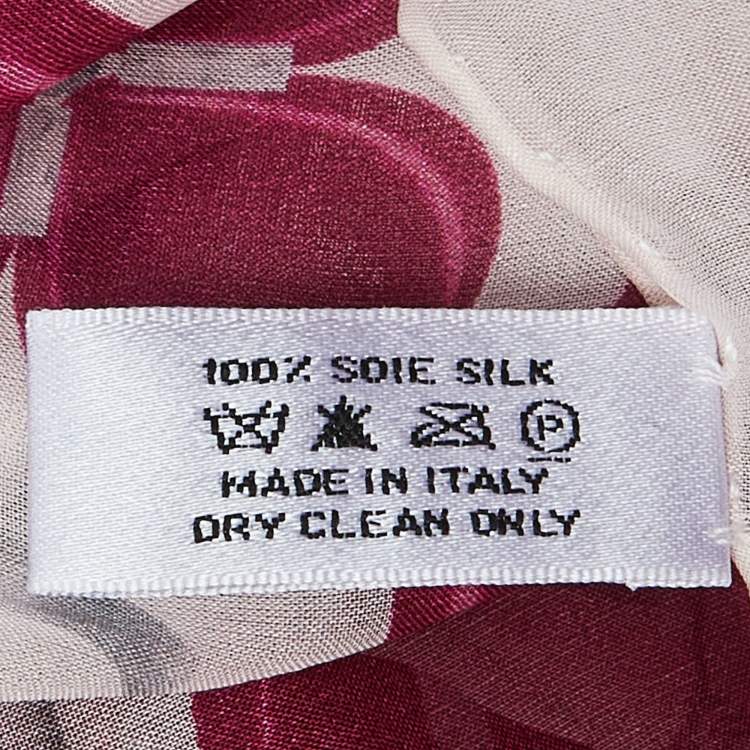 100% SOIE SILK
P
MADE IN ITALY
DRY CLEAN ONLY